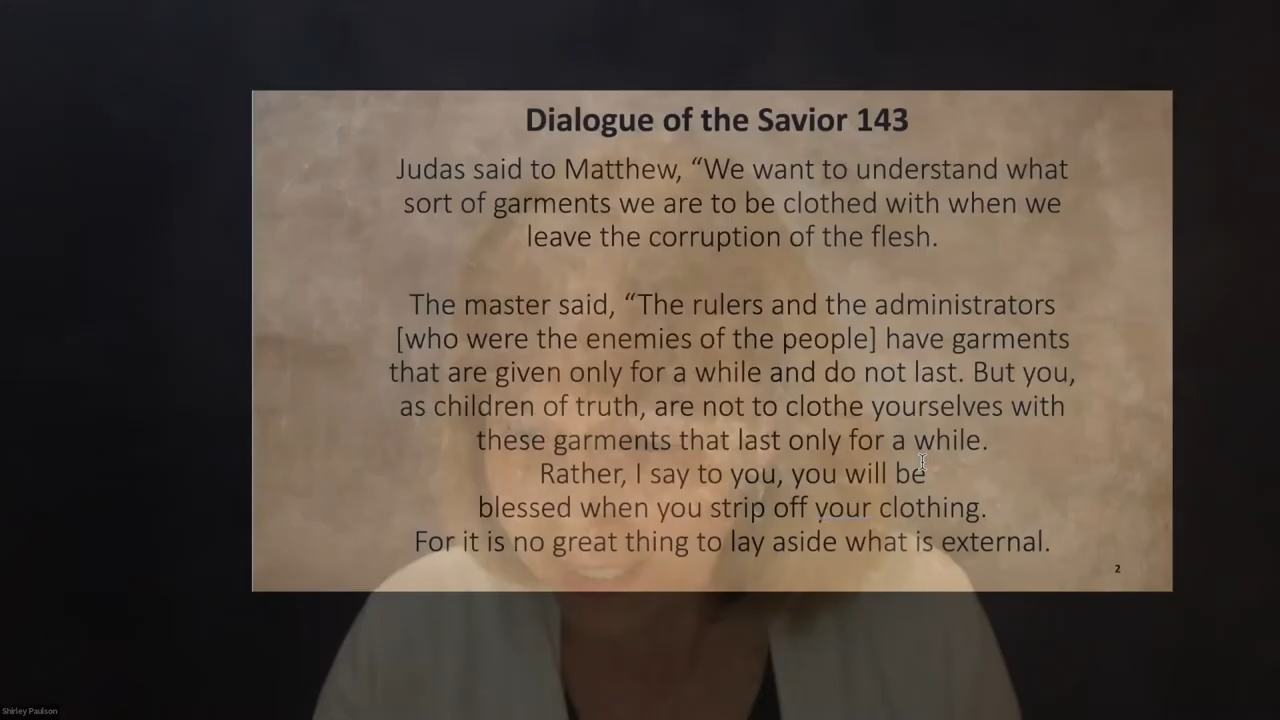 Dialogue of the Savior 143
Judas said to Matthew, “We want to understand what
sort of garments we are to be clothed with when we
leave the corruption of the flesh.
The master said, “The rulers and the administrators
[who were the enemies of the people] have garments
that are given only for a while and do not last. But you,
as children of truth, are not to clothe yourselves with
these garments that last only for a while.
Rather, I say to you, you will be
blessed when you strip off your clothing.
For it is no great thing to lay aside what is external.
2
Shirley Paulson